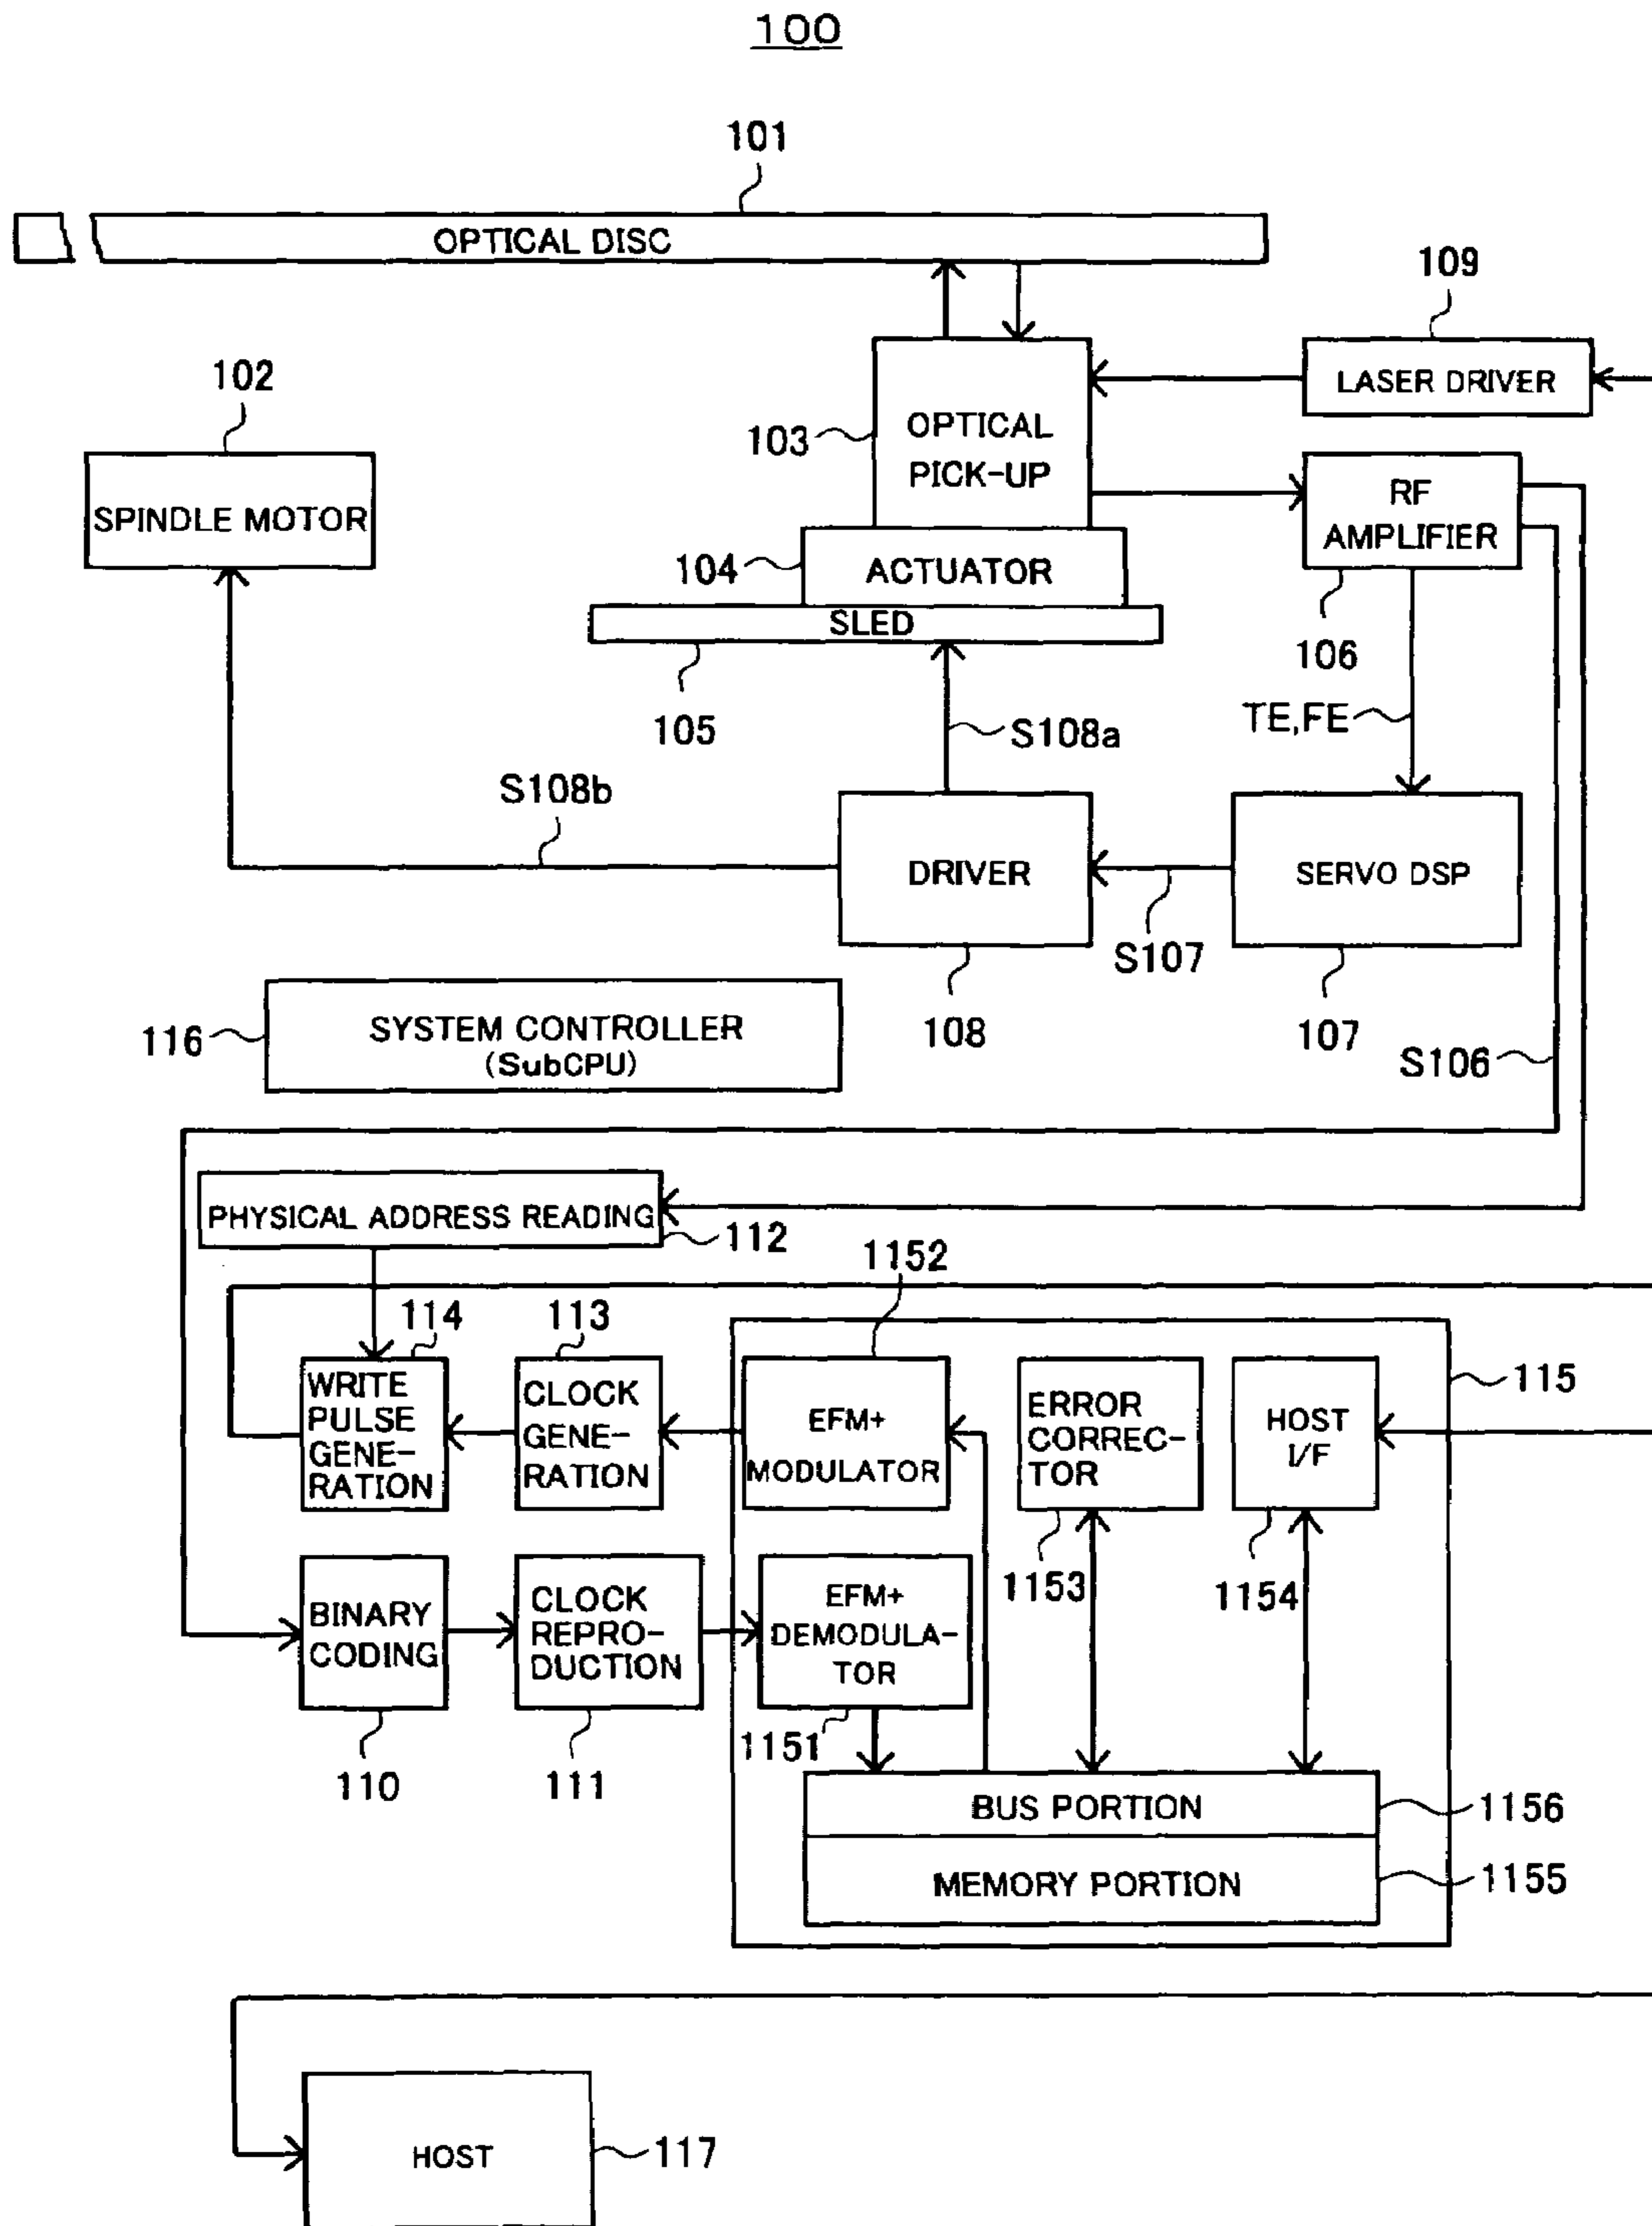 100
101
OPTICAL DISC
109
LASER DRIVER
102
SPINDLE MOTOR
103
OPTICAL
PICK-UP
RF
AMPLIFIER
104
ACTUATOR
SLED
105
106
TE,FE
S108a
S108b
DRIVER
SERVO DSP
S107
108
107
116
SYSTEM CONTROLLER
(SubCPU)
S106
PHYSICAL ADDRESS READING
112
1152
114
113
WRITE
PULSE
GENE-
RATION
CLOCK
GENE-
RATION
EFM+
MODULATOR
ERROR
CORREC-
TOR
HOST
I/F
115
1153
1154
BINARY
CODING
CLOCK
REPRO-
DUCTION
EFM+
DEMODULA-
TOR
1151
110
111
BUS PORTION
1156
MEMORY PORTION
1155
HOST
117